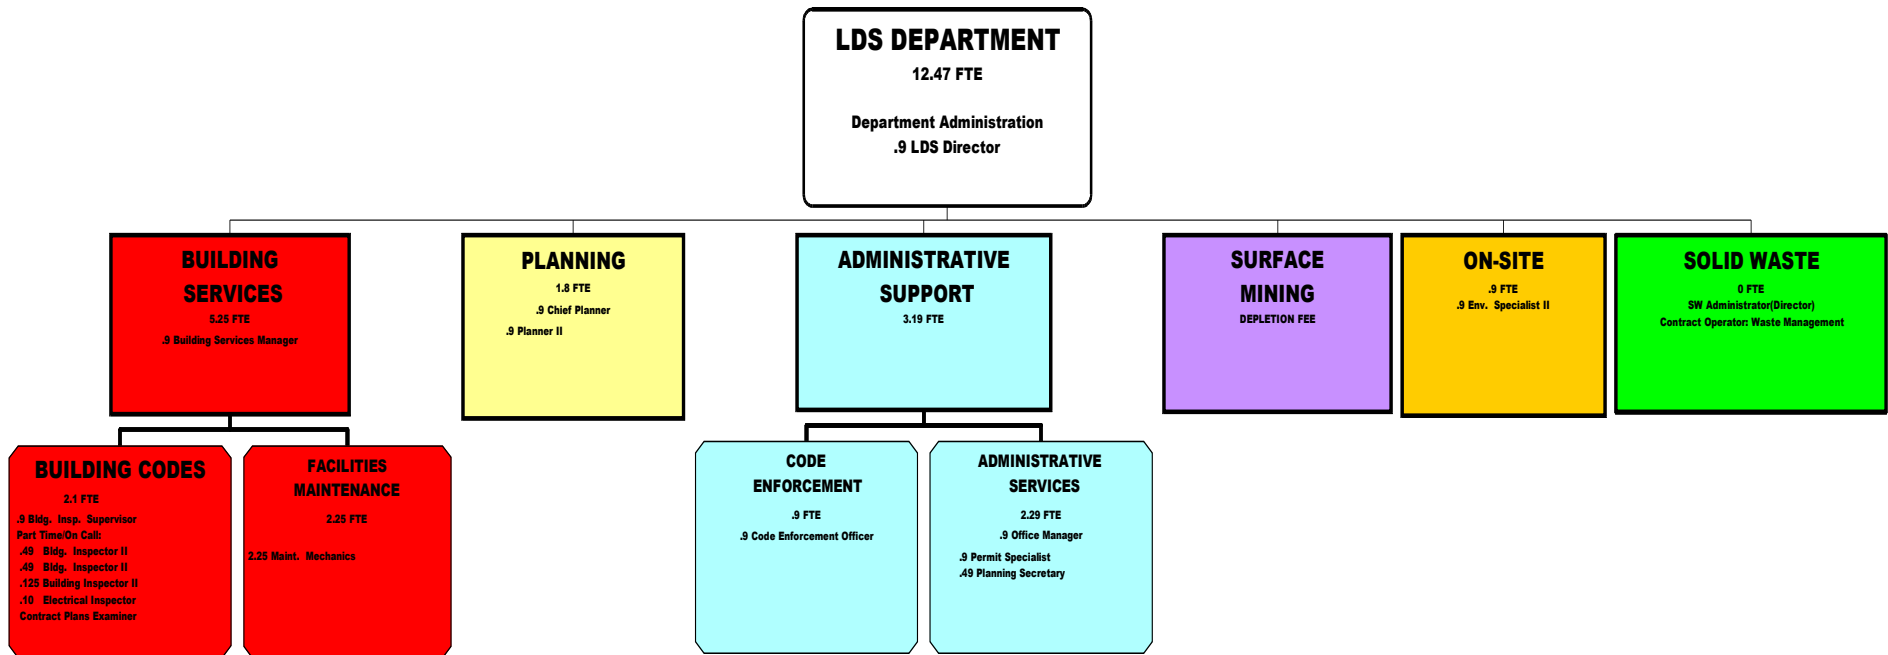 LDS DEPARTMENT
12.47 FTE
Department Administration
.9 LDS Director
BUILDING
SERVICES
5.25 FTE
.9 Building Services Manager
PLANNING
1.8 FTE
.9 Chief Planner
.9 Planner II
ADMINISTRATIVE
SUPPORT
3.19 FTE
SURFACE
MINING
DEPLETION FEE
ON-SITE
.9 FTE
.9 Env. Specialist II
SOLID WASTE
0 FTE
SW Administrator(Director)
Contract Operator: Waste Management
BUILDING CODES
2.1 FTE
.9 Bldg. Insp. Supervisor
Part Time/On Call:
.49 Bldg. Inspector II
.49 Bldg. Inspector II
.125 Building Inspector II
.10 Electrical Inspector
Contract Plans Examiner
FACILITIES
MAINTENANCE
2.25 FTE
2.25 Maint. Mechanics
CODE
ENFORCEMENT
.9 FTE
.9 Code Enforcement Officer
ADMINISTRATIVE
SERVICES
2.29 FTE
.9 Office Manager
.9 Permit Specialist
.49 Planning Secretary